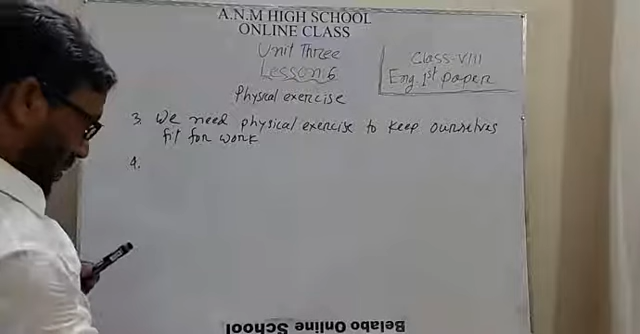 A.N.M HIGH SCHOOL
ONLINE CLASS
Unit Three
Lesson 6
Class-VIII
Eng. 1st paper
Physical exercise
3. We need physical exercise to keep ourselves
fit for work
4.
Belabo Online School